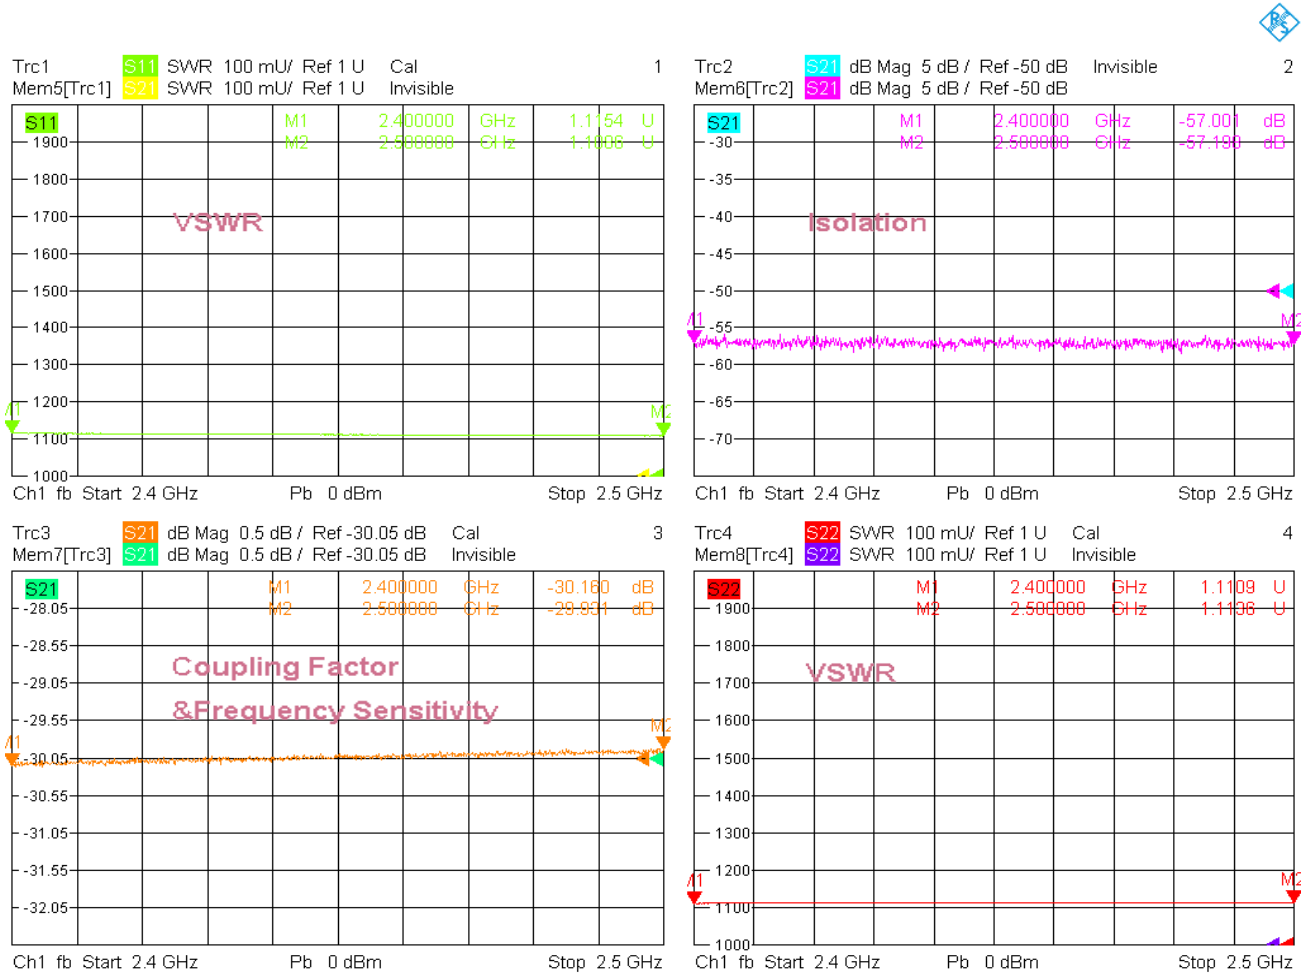 R&S
Trc1 S11 SWR 100 mU/ Ref 1 U Cal 1
Mem5[Trc1] S21 SWR 100 mU/ Ref 1 U Invisible
S11 M1 2.400000 GHz 1.1154 U
M2 2.500000 GHz U
1900
1800
1700
VSWR
1600
1500
1400
1300
1200
M1 M2
1100
1000
Ch1 fb Start 2.4 GHz Pb 0 dBm Stop 2.5 GHz
Trc2 S21 dB Mag 5 dB / Ref -50 dB Invisible 2
Mem6[Trc2] S21 dB Mag 5 dB / Ref -50 dB
S21 M1 2.400000 GHz -57.001 dB
M2 2.500000 GHz -57.190 dB
-30
-35
-40
Isolation
-45
-50
M1 M2
-55
-60
-65
-70
Ch1 fb Start 2.4 GHz Pb 0 dBm Stop 2.5 GHz
Trc3 S21 dB Mag 0.5 dB / Ref -30.05 dB Cal 3
Mem7[Trc3] S21 dB Mag 0.5 dB / Ref -30.05 dB Invisible
S21 M1 2.400000 GHz -30.160 dB
M2 2.500000 GHz -29.931 dB
-28.05
-28.55
Coupling Factor
-29.05
&Frequency Sensitivity
-29.55
M1 M2
-30.05
-30.55
-31.05
-31.55
-32.05
Ch1 fb Start 2.4 GHz Pb 0 dBm Stop 2.5 GHz
Trc4 S22 SWR 100 mU/ Ref 1 U Cal 4
Mem8[Trc4] S22 SWR 100 mU/ Ref 1 U Invisible
S22 M1 2.400000 GHz 1.1109 U
M2 2.500000 GHz 1.1136 U
1900
1800
VSWR
1700
1600
1500
1400
1300
1200
M1 M2
1100
1000
Ch1 fb Start 2.4 GHz Pb 0 dBm Stop 2.5 GHz